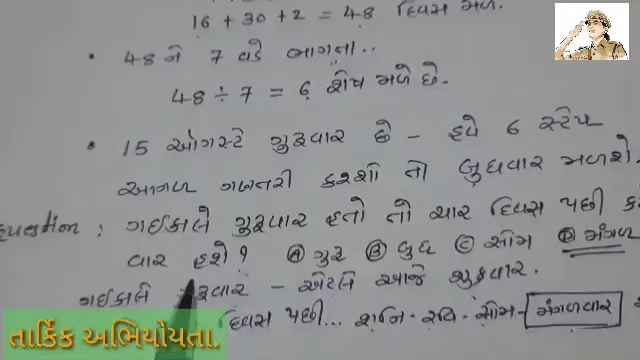 16 + 30 + 2 = 48 દિવસ મળે
• 48 ને 7 વડે ભાગતા..
48 ÷ 7 = 6 શેષ મળે છે.
• 15 ઓગસ્ટે ગુરૂવાર છે - હવે 6 સ્ટેપ
આગળ ગણતરી કરશો તો બુધવાર મળશે.
Question: ગઈકાલે ગુરૂવાર હતો તો ચાર દિવસ પછી
વાર હશે? Ⓐ ગુરૂ Ⓑ બુધ Ⓒ સોમ Ⓓ મંગળ
ગઈકાલે ગુરૂવાર - એટલે આજે શુક્રવાર.
દિવસ પછી... શનિ - રવિ - સોમ - મંગળવાર
તાર્કિક અભિયોગ્યતા.